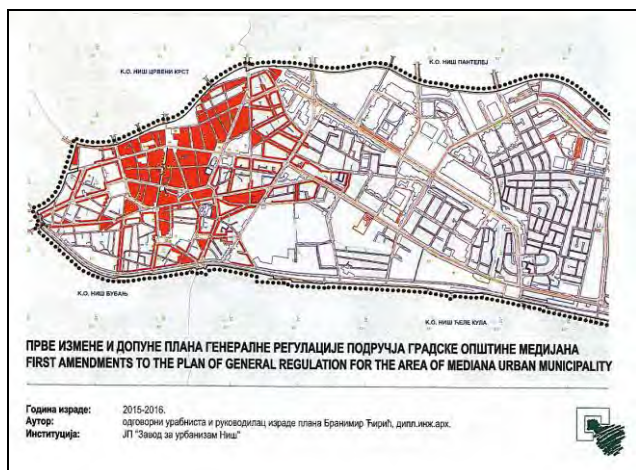 К.О. НИШ ЦРВЕНИ КРСТ
К.О. НИШ ПАНТЕЛЕЈ
К.О. НИШ БУБАЊ
К.О. НИШ ЋЕЛЕ КУЛА
ПРВЕ ИЗМЕНЕ И ДОПУНЕ ПЛАНА ГЕНЕРАЛНЕ РЕГУЛАЦИЈЕ ПОДРУЧЈА ГРАДСКЕ ОПШТИНЕ МЕДИЈАНА
FIRST AMENDMENTS TO THE PLAN OF GENERAL REGULATION FOR THE AREA OF MEDIANA URBAN MUNICIPALITY
Година израде: 2015-2016.
Аутор: одговорни урабниста и руководилац израде плана Бранимир Ћирић, дипл.инж.арх.
Институција: ЈП "Завод за урбанизам Ниш"